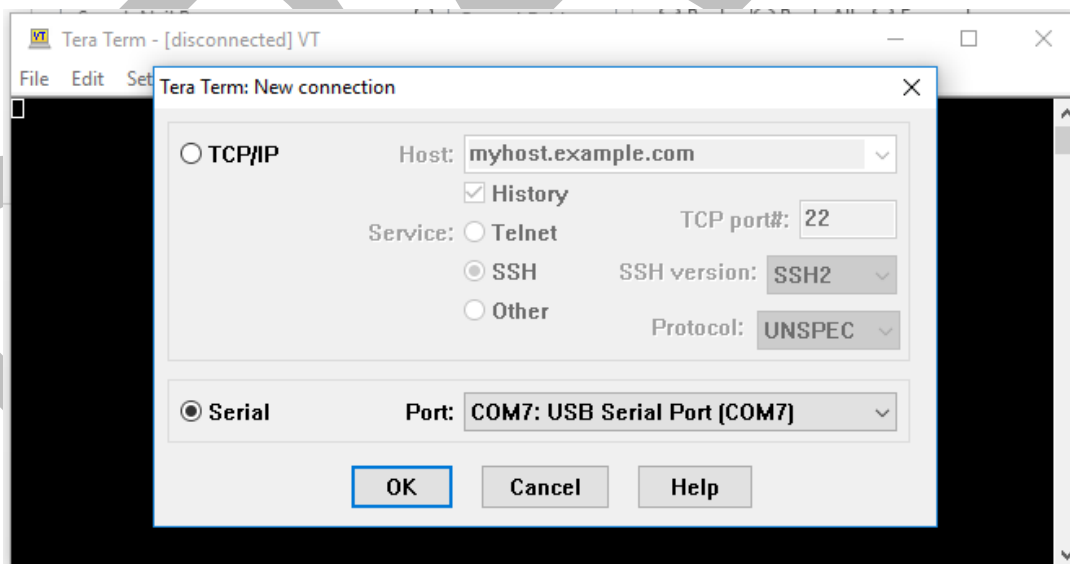 VT Tera Term - [disconnected] VT
File Edit Set
Tera Term: New connection
TCP/IP Host: myhost.example.com
History
Service: Telnet TCP port#: 22
SSH SSH version: SSH2
Other Protocol: UNSPEC
Serial Port: COM7: USB Serial Port (COM7)
OK Cancel Help